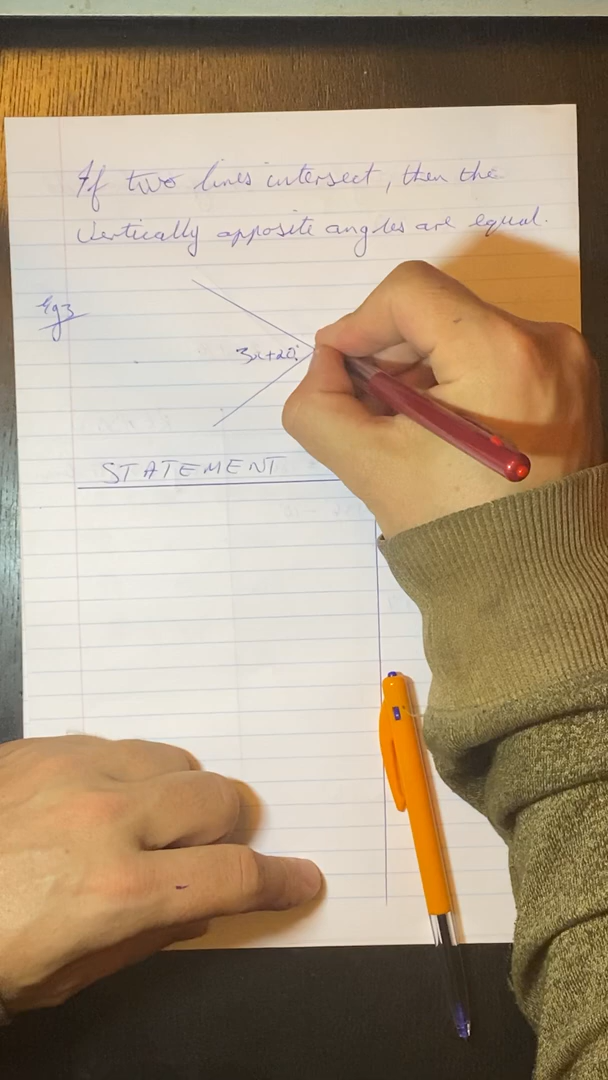 If two lines intersect, then the
vertically opposite angles are equal.
Eg3
3x+20°
STATEMENT